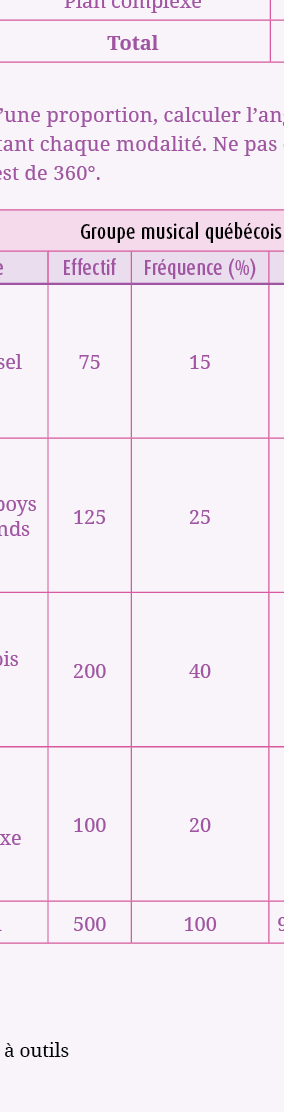 Plan complexe
Total
'une proportion, calculer l'an
tant chaque modalité. Ne pas
est de 360°.
Groupe musical québécois
e Effectif Fréquence (%)
sel 75 15
boys
nds 125 25
ois
200 40
100 20
xe
500 100 9
à outils